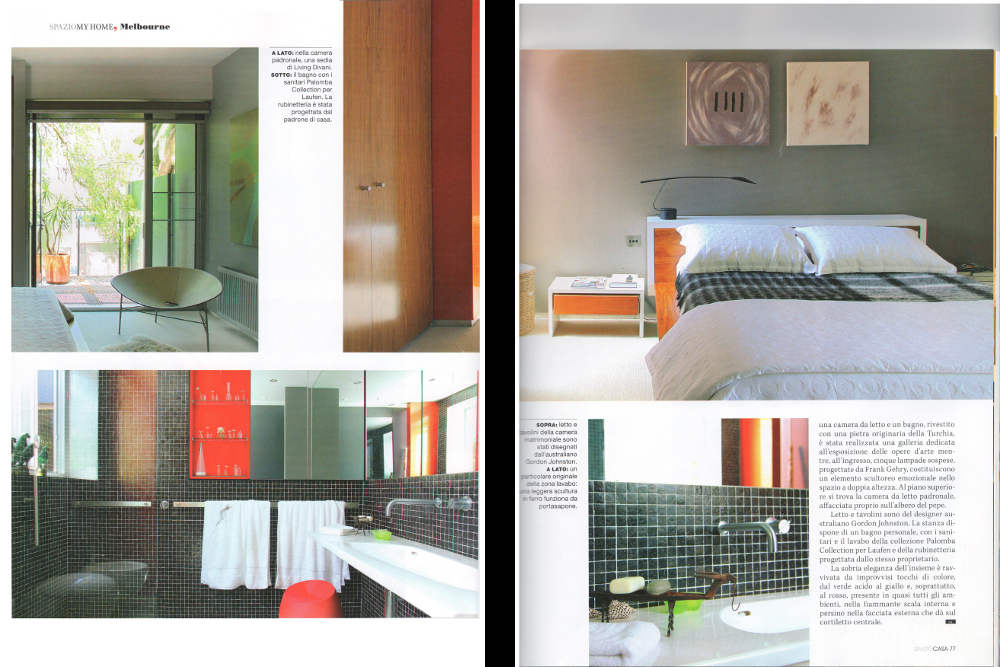 SPAZIOMY HOME, Melbourne
A LATO: nella camera
padronale, una sedia
di Living Divani.
SOTTO: il bagno con i
sanitari Palomba
Collection per
Laufen. La
rubinetteria è stata
progettata dal
padrone di casa.
SOPRA: letto e
tavolini della camera
matrimoniale sono
stati disegnati
dall'australiano
Gordon Johnston.
A LATO: un
particolare originale
della zona lavabo:
una leggera scultura
in ferro funziona da
portasapone.
una camera da letto e un bagno, rivestito
con una pietra originaria della Turchia,
è stata realizzata una galleria dedicata
all'esposizione delle opere d'arte men-
tre, all'ingresso, cinque lampade sospese,
progettate da Frank Gehry, costituiscono
un elemento scultoreo emozionale nello
spazio a doppia altezza. Al piano superio-
re si trova la camera da letto padronale,
affacciata proprio sull'albero del pepe.
Letto e tavolini sono del designer au-
straliano Gordon Johnston. La stanza di-
spone di un bagno personale, con i sani-
tari e il lavabo della collezione Palomba
Collection per Laufen e della rubinetteria
progettata dallo stesso proprietario.
La sobria eleganza dell'insieme è rav-
vivata da improvvisi tocchi di colore,
dal verde acido al giallo e, soprattutto,
al rosso, presente in quasi tutti gli am-
bienti, nella fiammante scala interna e
persino nella facciata esterna che dà sul
cortiletto centrale.
SPAZIOCASA 77